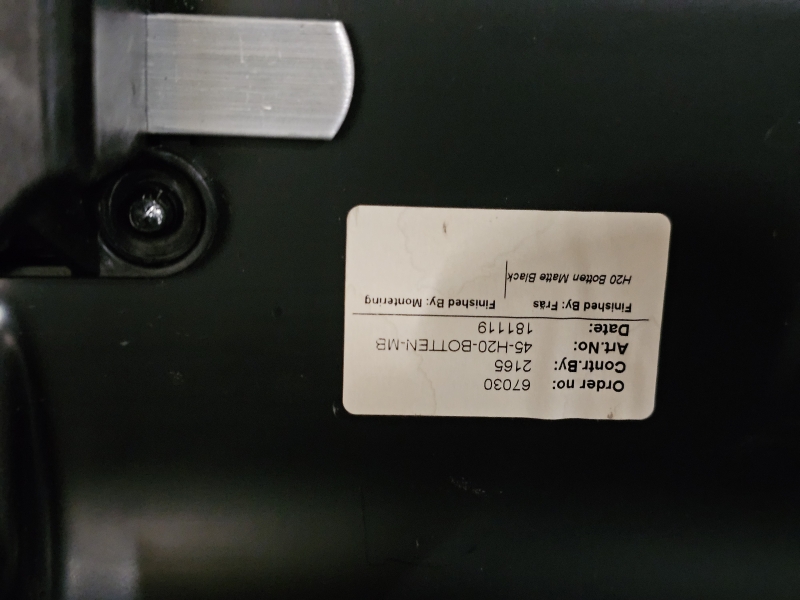 Order no: 67030
Contr.By: 2165
Art.No: 45-H20-BOTTEN-MB
Date: 181119
Finished By: Fräs Finished By: Montering
H20 Botten Matte Black